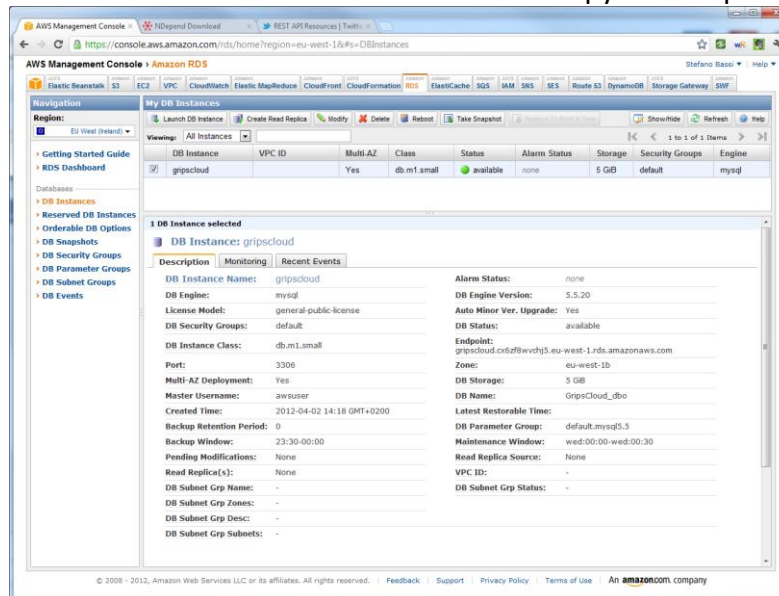 AWS Management Console
NDepend Download
REST API Resources | Twitte
https://console.aws.amazon.com/rds/home?region=eu-west-1&#s=DBInstances
AWS Management Console > Amazon RDS
Stefano Bassi
Help
Elastic Beanstalk S3 EC2 VPC CloudWatch Elastic MapReduce CloudFront CloudFormation RDS ElastiCache SQS IAM SNS SES Route 53 DynamoDB Storage Gateway SWF
Navigation
Region:
EU West (Ireland)
> Getting Started Guide
> RDS Dashboard
Databases
> DB Instances
> Reserved DB Instances
> Orderable DB Options
> DB Snapshots
> DB Security Groups
> DB Parameter Groups
> DB Subnet Groups
> DB Events
My DB Instances
Launch DB Instance Create Read Replica Modify Delete Reboot Take Snapshot Show/Hide Refresh Help
Viewing: All Instances 1 to 1 of 1 Items
DB Instance VPC ID Multi-AZ Class Status Alarm Status Storage Security Groups Engine
gripscloud Yes db.m1.small available none 5 GiB default mysql
1 DB Instance selected
DB Instance: gripscloud
Description Monitoring Recent Events
DB Instance Name: gripscloud Alarm Status: none
DB Engine: mysql DB Engine Version: 5.5.20
License Model: general-public-license Auto Minor Ver. Upgrade: Yes
DB Security Groups: default DB Status: available
DB Instance Class: db.m1.small Endpoint: gripscloud.cx6zf8wvchj5.eu-west-1.rds.amazonaws.com
Port: 3306 Zone: eu-west-1b
Multi-AZ Deployment: Yes DB Storage: 5 GiB
Master Username: awsuser DB Name: GripsCloud_dbo
Created Time: 2012-04-02 14:18 GMT+0200 Latest Restorable Time:
Backup Retention Period: 0 DB Parameter Group: default.mysql5.5
Backup Window: 23:30-00:00 Maintenance Window: wed:00:00-wed:00:30
Pending Modifications: None Read Replica Source: None
Read Replica(s): None VPC ID: -
DB Subnet Grp Name: - DB Subnet Grp Status: -
DB Subnet Grp Zones: -
DB Subnet Grp Desc: -
DB Subnet Grp Subnets: -
© 2008 - 2012, Amazon Web Services LLC or its affiliates. All rights reserved. Feedback Support Privacy Policy Terms of Use An amazon.com. company